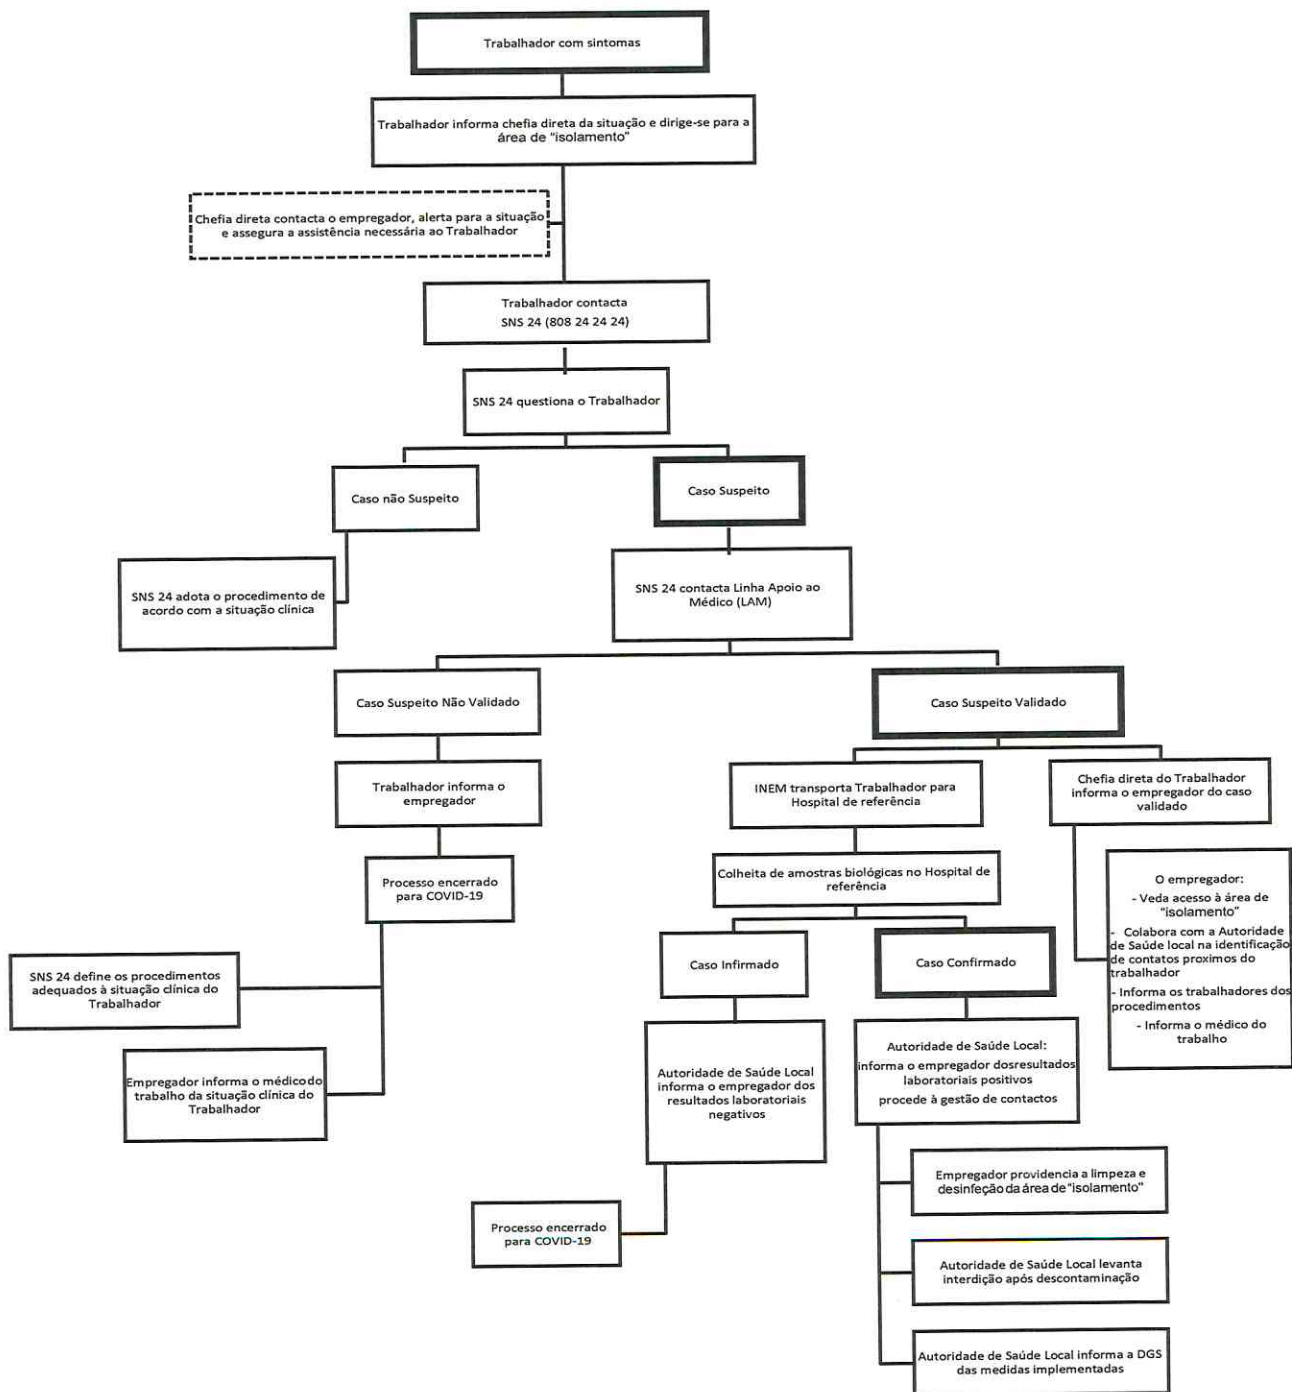 Trabalhador com sintomas
Trabalhador informa chefia direta da situação e dirige-se para a
área de "isolamento"
Chefia direta contacta o empregador, alerta para a situação
e assegura a assistência necessária ao Trabalhador
Trabalhador contacta
SNS 24 (808 24 24 24)
SNS 24 questiona o Trabalhador
Caso não Suspeito
Caso Suspeito
SNS 24 adota o procedimento de
acordo com a situação clínica
SNS 24 contacta Linha Apoio ao
Médico (LAM)
Caso Suspeito Não Validado
Caso Suspeito Validado
Trabalhador informa o
empregador
INEM transporta Trabalhador para
Hospital de referência
Chefia direta do Trabalhador
informa o empregador do caso
validado
Processo encerrado
para COVID-19
Colheita de amostras biológicas no Hospital de
referência
O empregador:
- Veda acesso à área de
"isolamento"
- Colabora com a Autoridade
de Saúde local na identificação
de contatos proximos do
trabalhador
- Informa os trabalhadores dos
procedimentos
- Informa o médico do
trabalho
SNS 24 define os procedimentos
adequados à situação clínica do
Trabalhador
Caso Infirmado
Caso Confirmado
Empregador informa o médico do
trabalho da situação clínica do
Trabalhador
Autoridade de Saúde Local
informa o empregador dos
resultados laboratoriais
negativos
Autoridade de Saúde Local:
informa o empregador dosresultados
laboratoriais positivos
procede à gestão de contactos
Processo encerrado
para COVID-19
Empregador providencia a limpeza e
desinfeção da área de "isolamento"
Autoridade de Saúde Local levanta
interdição após descontaminação
Autoridade de Saúde Local informa a DGS
das medidas implementadas